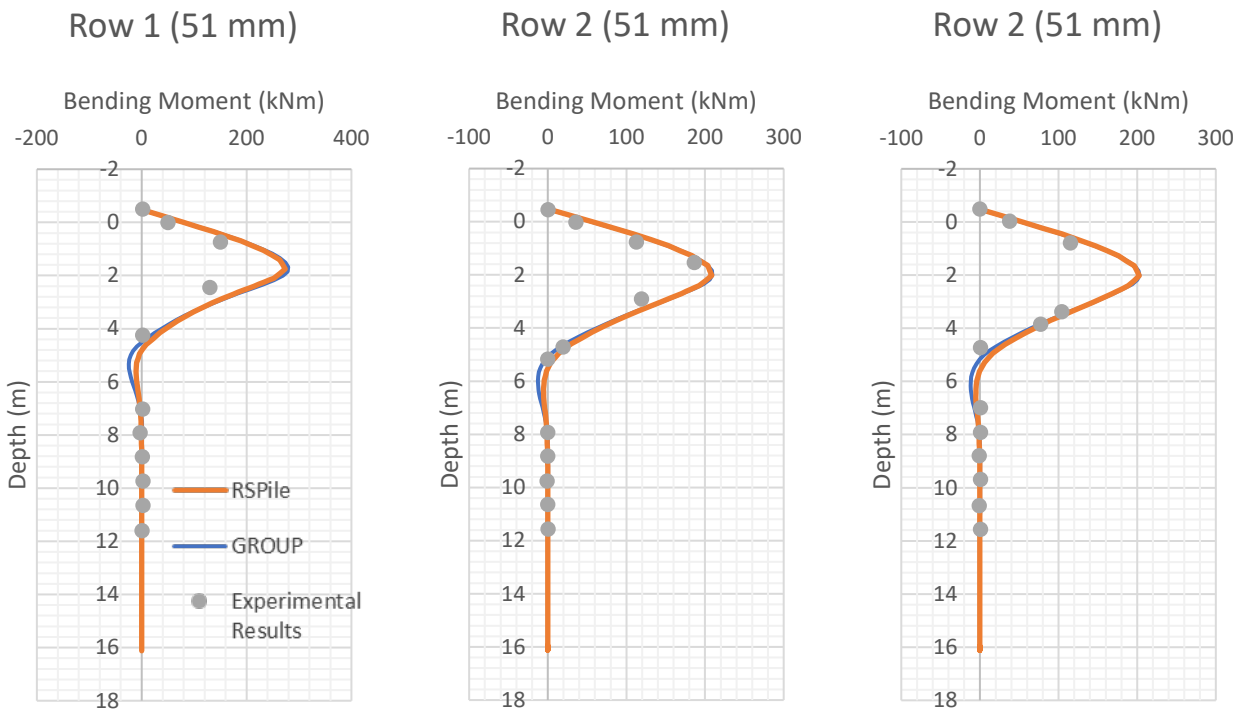 Row 1 (51 mm)
Bending Moment (kNm)
-200 0 200 400
-2
0
2
4
6
8
10
12
14
16
18
Depth (m)
RSPile
GROUP
Experimental
Results
Row 2 (51 mm)
Bending Moment (kNm)
-100 0 100 200 300
-2
0
2
4
6
8
10
12
14
16
18
Depth (m)
Row 2 (51 mm)
Bending Moment (kNm)
-100 0 100 200 300
-2
0
2
4
6
8
10
12
14
16
18
Depth (m)